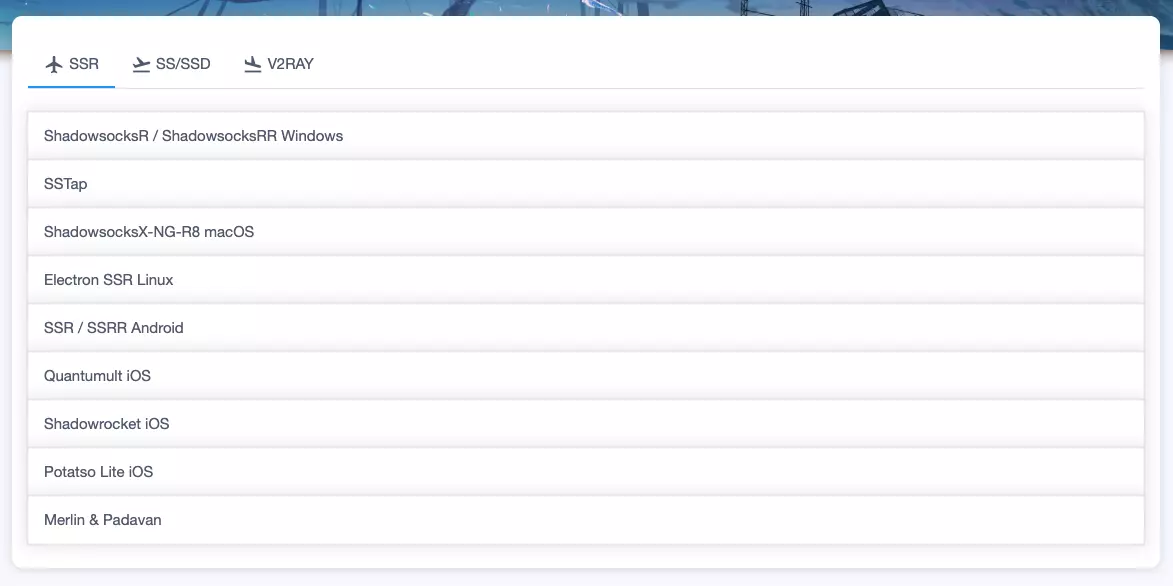 SSR SS/SSD V2RAY
ShadowsocksR / ShadowsocksRR Windows
SSTap
ShadowsocksX-NG-R8 macOS
Electron SSR Linux
SSR / SSRR Android
Quantumult iOS
Shadowrocket iOS
Potatso Lite iOS
Merlin & Padavan